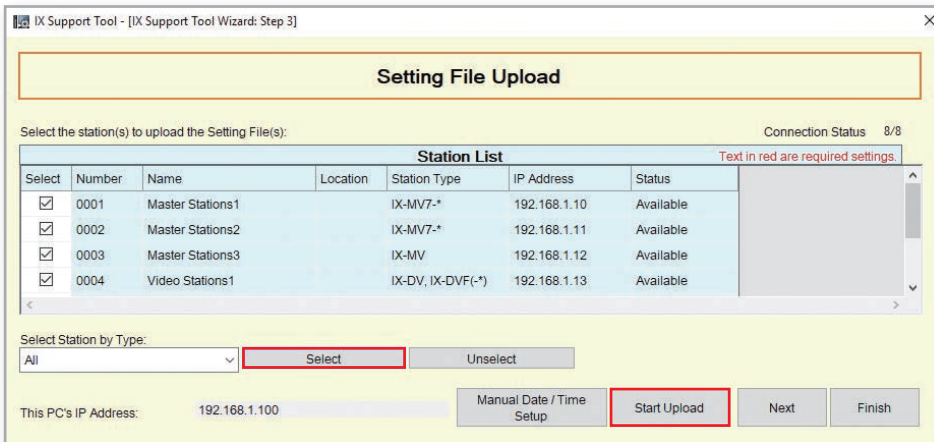 IX Support Tool - [IX Support Tool Wizard: Step 3]
Setting File Upload
Select the station(s) to upload the Setting File(s):
Connection Status 8/8
Station List
Text in red are required settings.
Select Number Name Location Station Type IP Address Status
0001 Master Stations1 IX-MV7-* 192.168.1.10 Available
0002 Master Stations2 IX-MV7-* 192.168.1.11 Available
0003 Master Stations3 IX-MV 192.168.1.12 Available
0004 Video Stations1 IX-DV, IX-DVF(-*) 192.168.1.13 Available
Select Station by Type:
All Select Unselect
This PC's IP Address: 192.168.1.100
Manual Date / Time
Setup
Start Upload
Next
Finish